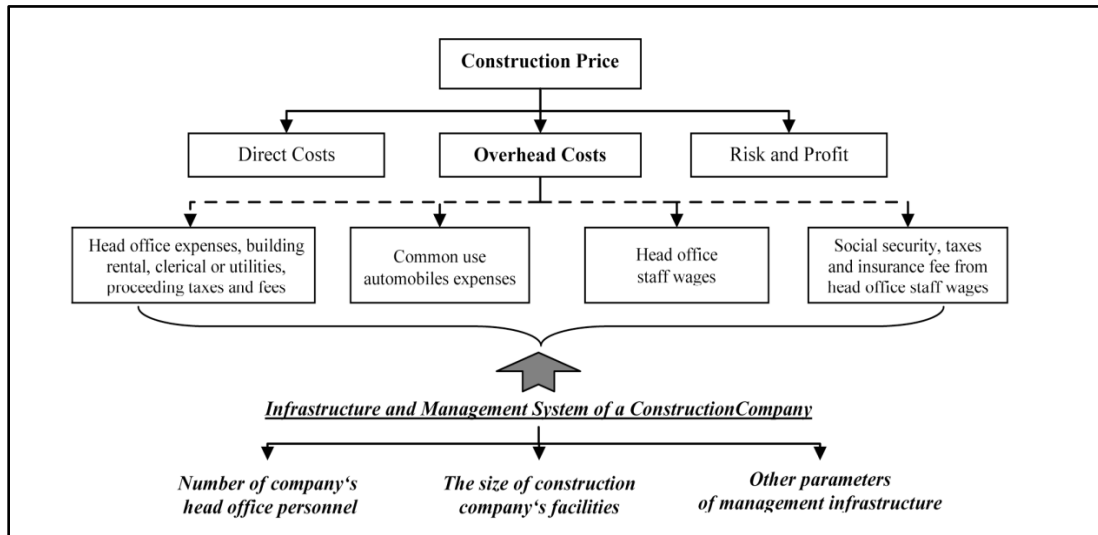 Construction Price
Direct Costs
Overhead Costs
Risk and Profit
Head office expenses, building
rental, clerical or utilities,
proceeding taxes and fees
Common use
automobiles expenses
Head office
staff wages
Social security, taxes
and insurance fee from
head office staff wages
Infrastructure and Management System of a ConstructionCompany
Number of company‘s
head office personnel
The size of construction
company‘s facilities
Other parameters
of management infrastructure